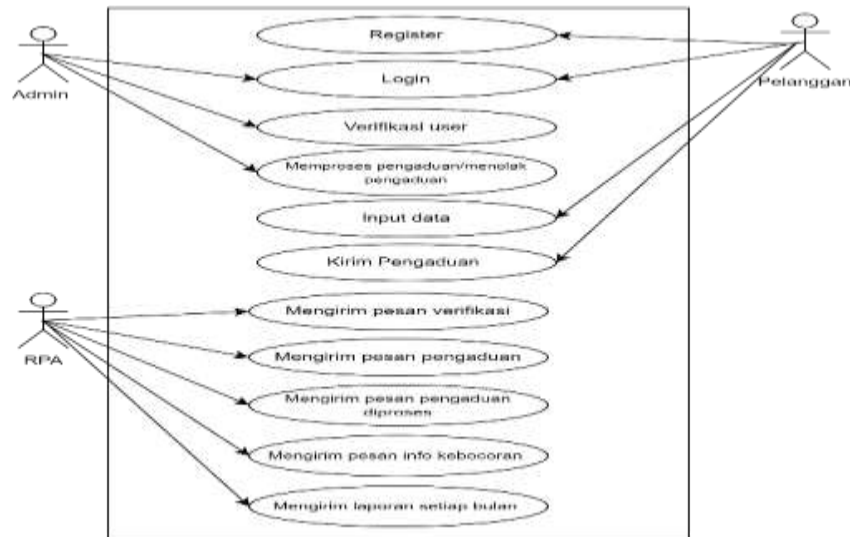 Register
Admin
Login
Pelanggan
Verifikasi user
Memproses pengaduan/menolak
pengaduan
Input data
Kirim Pengaduan
Mengirim pesan verifikasi
RPA
Mengirim pesan pengaduan
Mengirim pesan pengaduan
diproses
Mengirim pesan info kebocoran
Mengirim laporan setiap bulan